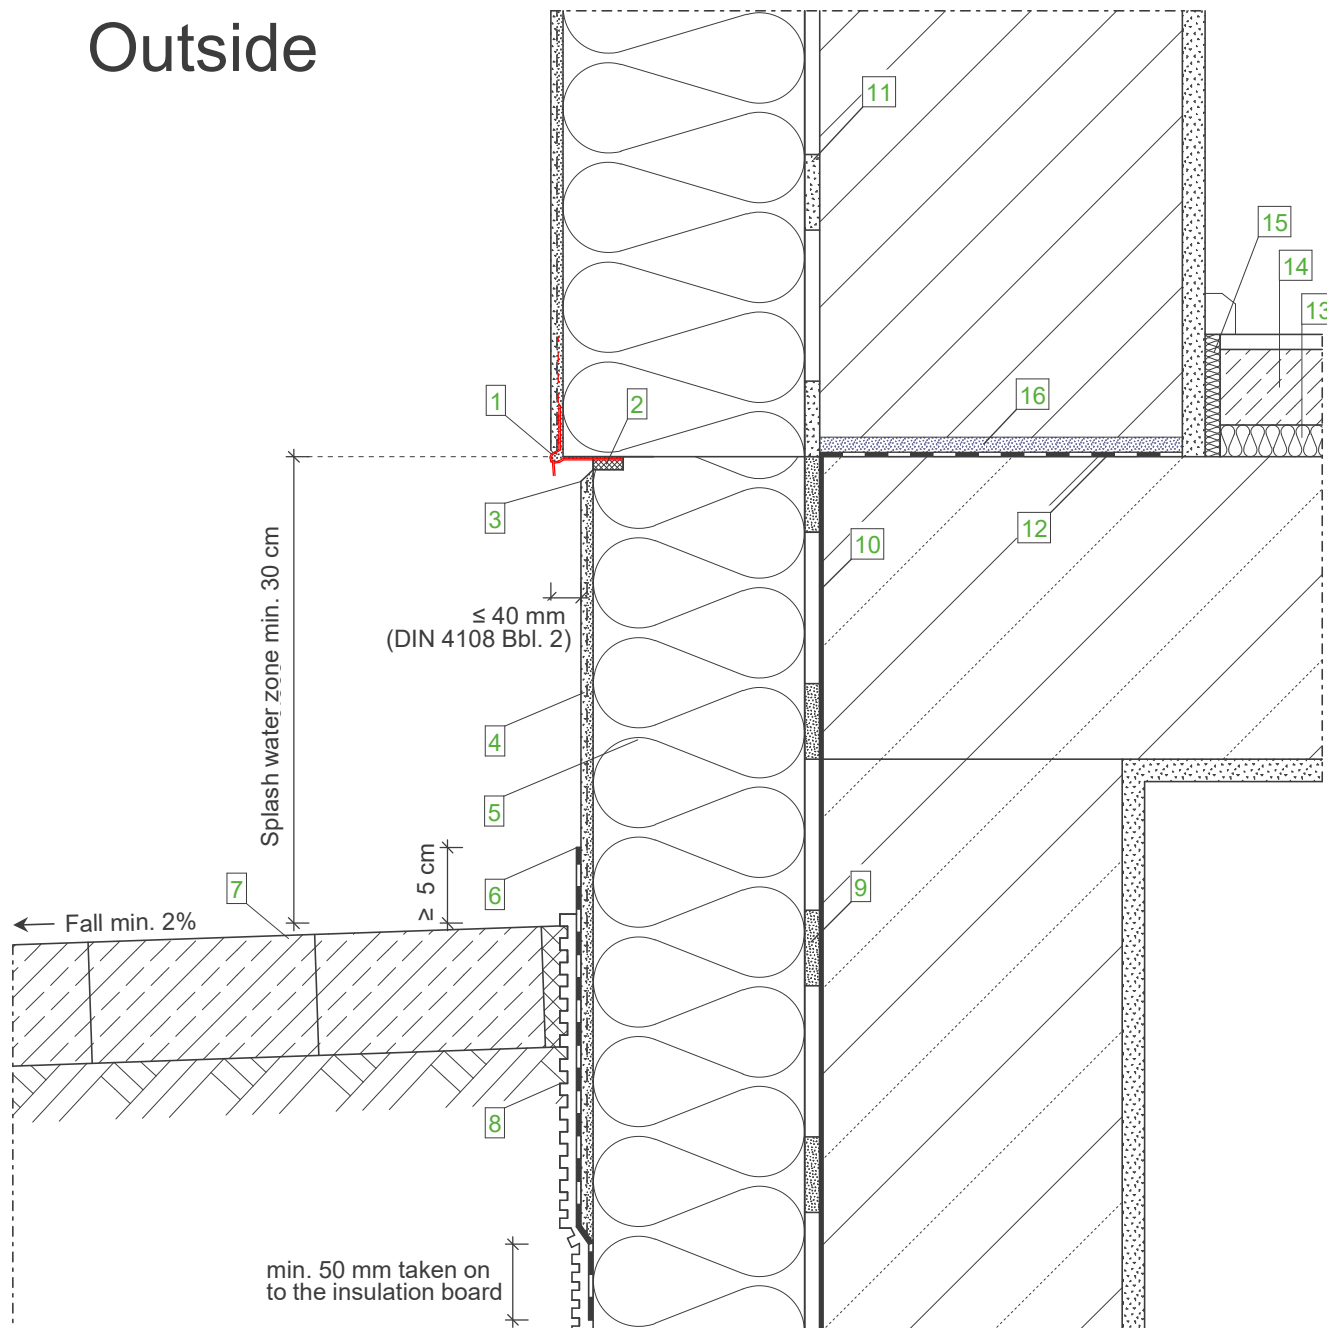 Outside
11
15
14
13
1
2
16
3
12
10
Splash water zone min. 30 cm
≤ 40 mm
(DIN 4108 Bbl. 2)
4
5
≥ 5 cm
6
7
9
Fall min. 2%
8
min. 50 mm taken on
to the insulation board